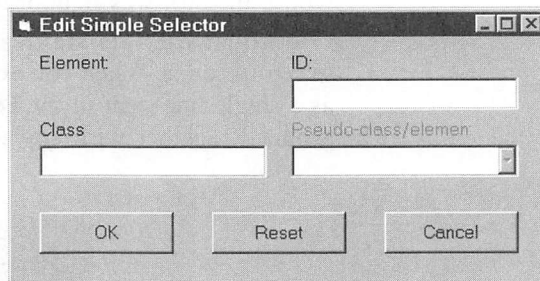 Edit Simple Selector
Element:
ID:
Class
Pseudo-class/elemen
OK
Reset
Cancel